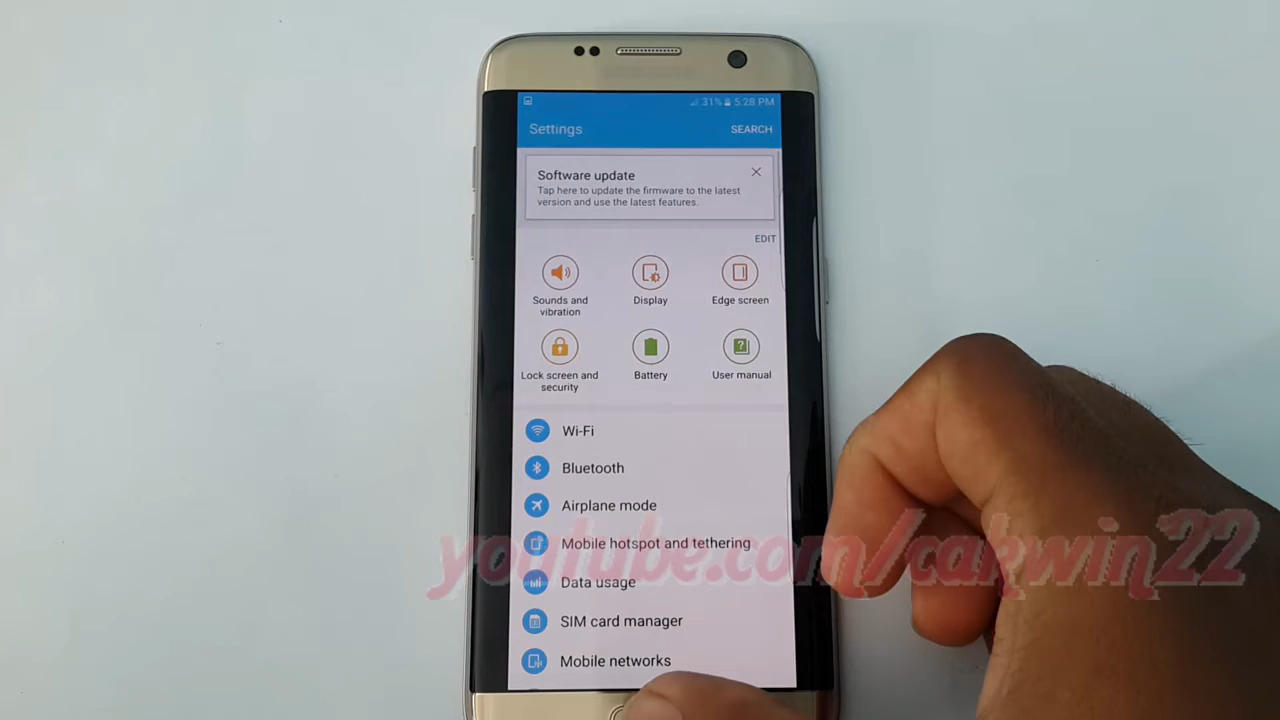 31% 5:28 PM
Settings
SEARCH
Software update
Tap here to update the firmware to the latest
version and use the latest features.
EDIT
Sounds and
vibration
Display
Edge screen
Lock screen and
security
Battery
User manual
Wi-Fi
Bluetooth
Airplane mode
Mobile hotspot and tethering
youtube.com/cakwin22
Data usage
SIM card manager
Mobile networks